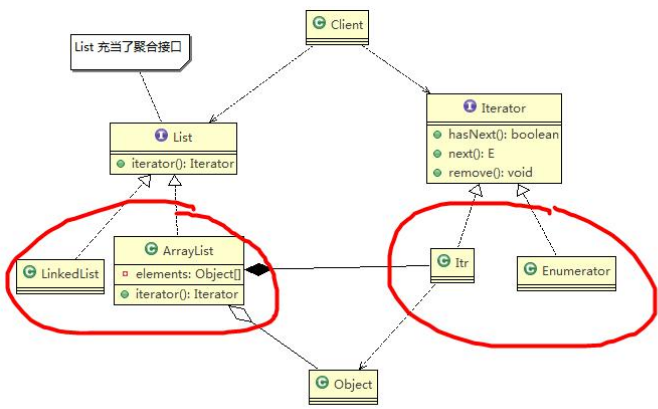 C Client
List 充当了聚合接口
I Iterator
hasNext(): boolean
next(): E
remove(): void
I List
iterator(): Iterator
C LinkedList
C ArrayList
elements: Object[]
iterator(): Iterator
C Itr
C Enumerator
C Object